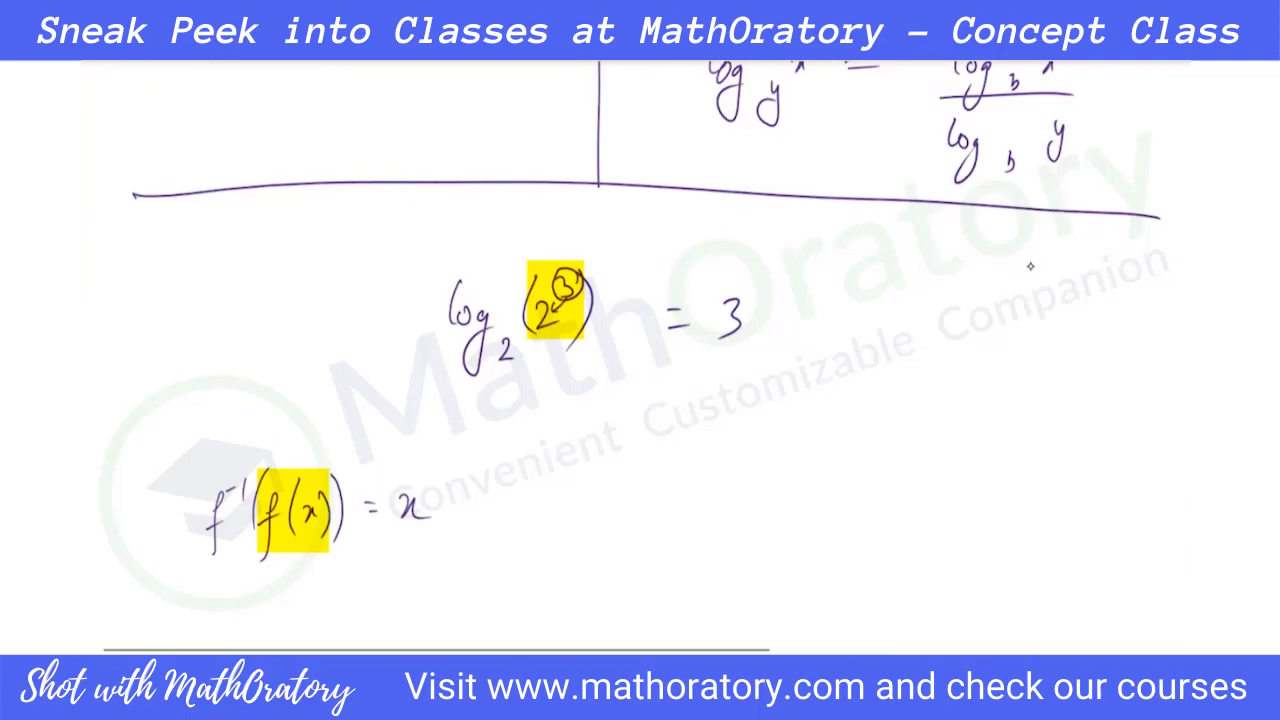 Sneak Peek into Classes at MathOratory – Concept Class
log_y x = log_b x / log_b y
log_2 (2^3) = 3
f^-1(f(x)) = x
MathOratory
Convenient Customizable Companion
Shot with MathOratory
Visit www.mathoratory.com and check our courses